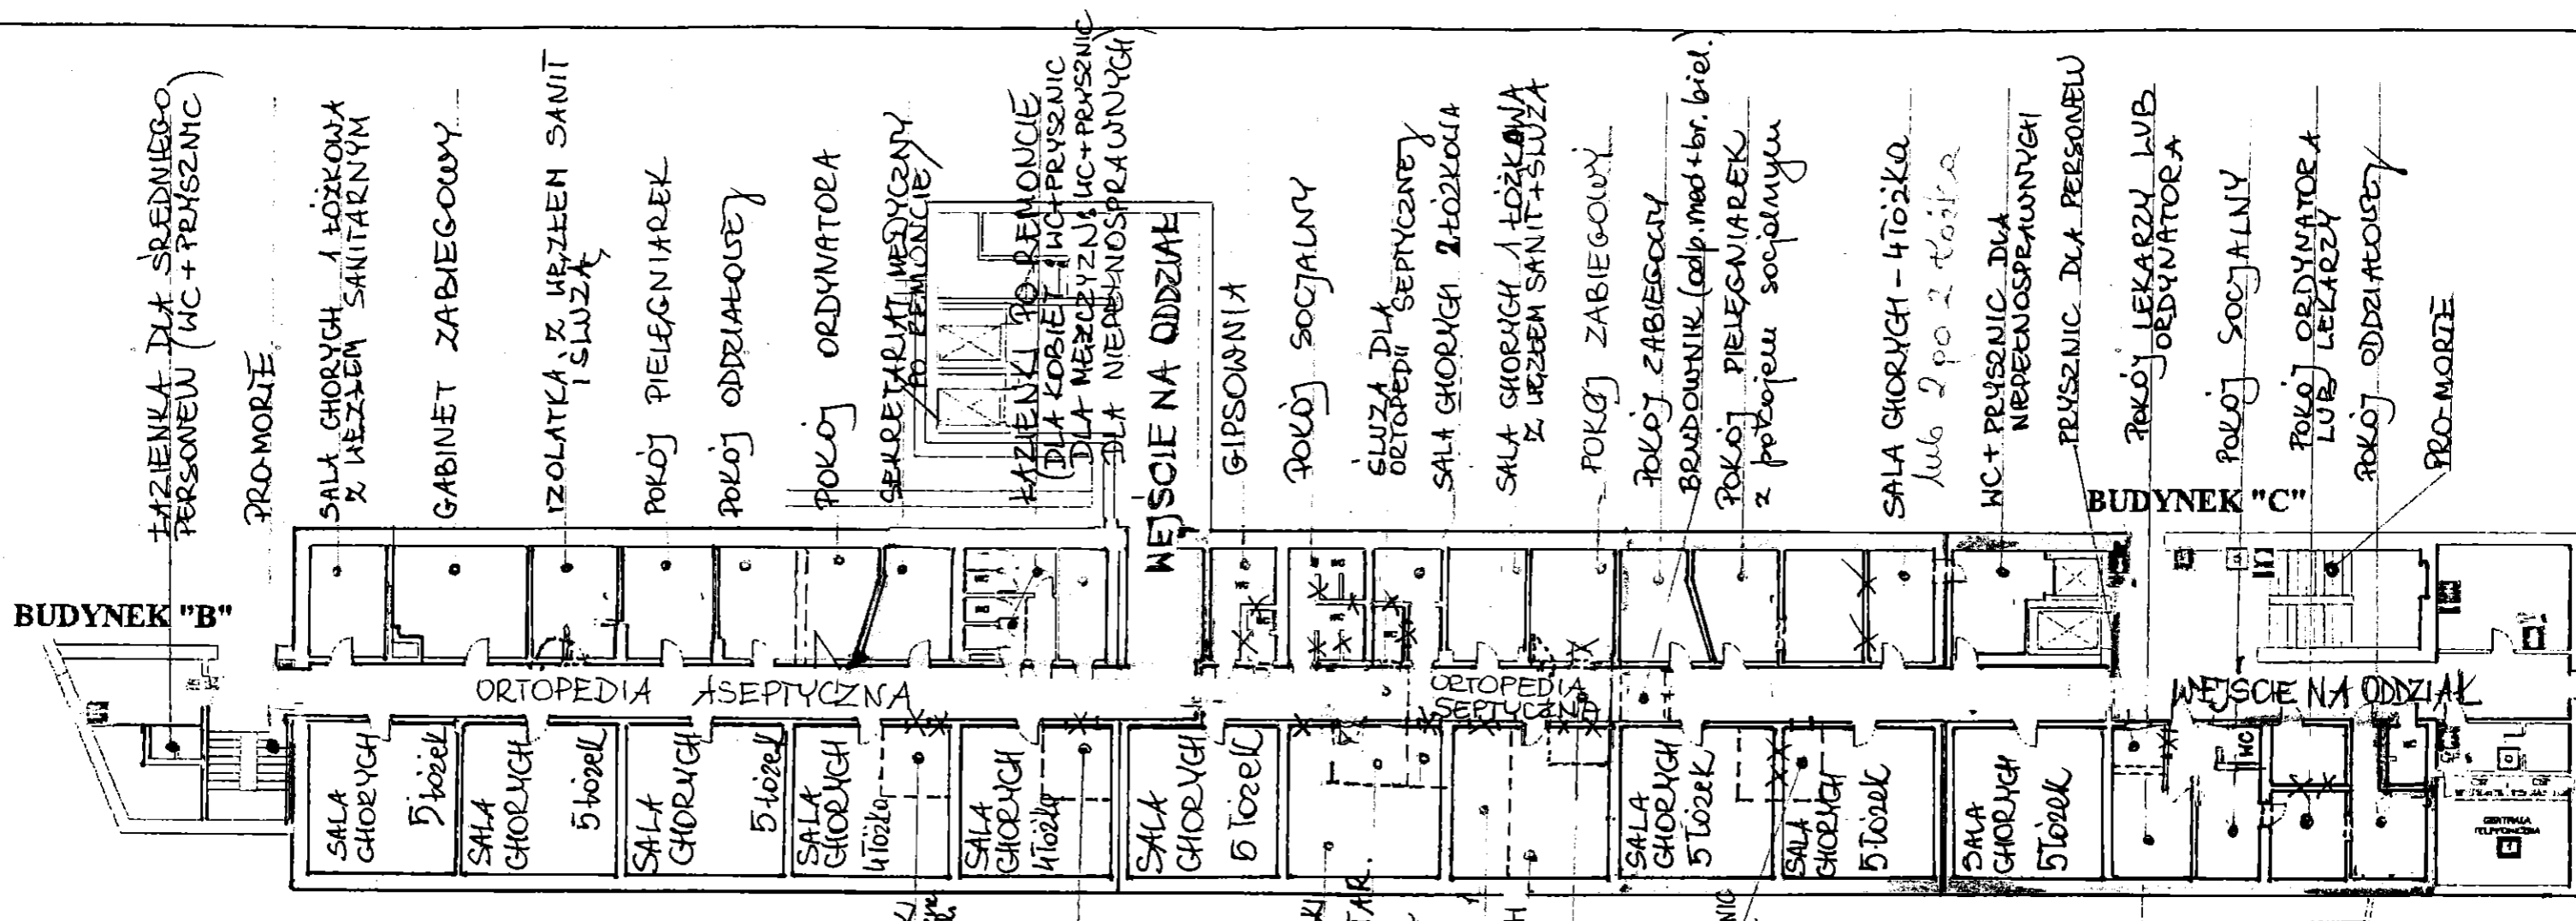 ŁAZIENKA DLA ŚREDNIEGO
PERSONELU (WC + PRYSZNIC)
PRO-MORTE
SALA CHORYCH 1 ŁÓŻKOWA
Z WĘZŁEM SANITARNYM
GABINET ZABIEGOWY
IZOLATKA Z WĘZŁEM SANIT
I ŚLUZĄ
POKÓJ PIELĘGNIAREK
POKÓJ ODDZIAŁOWEJ
POKÓJ ORDYNATORA
SEKRETARIAT MEDYCZNY
PO REMONCIE
ŁAZIENKI PO REMONCIE
(DLA KOBIET: WC+PRYSZNIC
DLA MĘŻCZYZN: WC+PRYSZNIC
DLA NIEPEŁNOSPRAWNYCH)
WEJŚCIE NA ODDZIAŁ
GIPSOWNIA
POKÓJ SOCJALNY
ŚLUZA DLA
ORTOPEDII SEPTYCZNEJ
SALA CHORYCH 2 ŁÓŻKOWA
SALA CHORYCH 1 ŁÓŻKOWA
Z WĘZŁEM SANIT+ŚLUZA
POKÓJ ZABIEGOWY
POKÓJ ZABIEGOWY
BRUDOWNIK (odp.med+br. biel.)
POKÓJ PIELĘGNIAREK
z pokojem socjalnym
SALA CHORYCH - 4 łóżka
lub 2 po 2 łóżka
WC + PRYSZNIC DLA
NIEPEŁNOSPRAWNYCH
PRYSZNIC DLA PERSONELU
POKÓJ LEKARZY LUB
ORDYNATORA
POKÓJ SOCJALNY
POKÓJ ORDYNATORA
LUB LEKARZY
POKÓJ ODDZIAŁOWEJ
PRO-MORTE
BUDYNEK "C"
BUDYNEK "B"
ORTOPEDIA ASEPTYCZNA
ORTOPEDIA
SEPTYCZNA
WEJŚCIE NA ODDZIAŁ
SALA
CHORYCH
5 łóżek
SALA
CHORYCH
5 łóżek
SALA
CHORYCH
5 łóżek
SALA
CHORYCH
4 łóżka
SALA
CHORYCH
4 łóżka
SALA
CHORYCH
5 łóżek
SALA
CHORYCH
5 łóżek
SALA
CHORYCH
5 łóżek
SALA
CHORYCH
5 łóżek
WC
CENTRALA
TELEFONICZNA